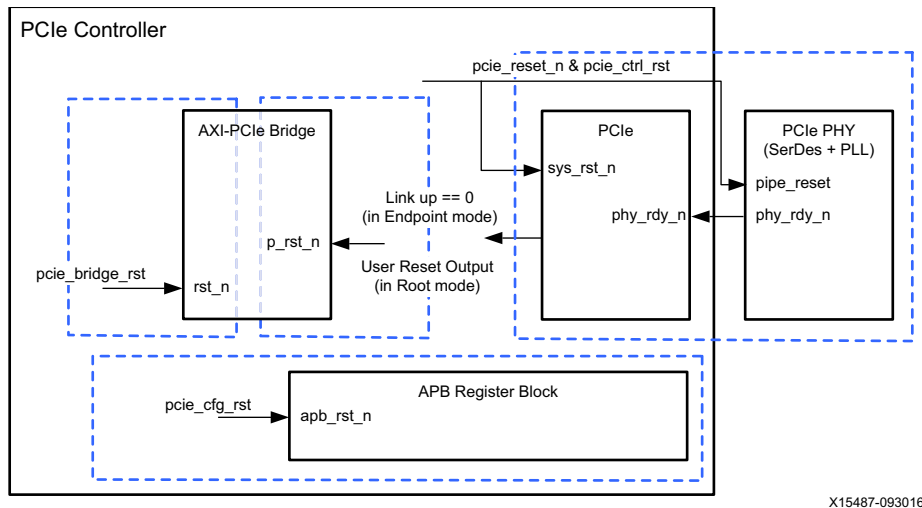 PCIe Controller
pcie_reset_n & pcie_ctrl_rst
AXI-PCIe Bridge
PCIe
PCIe PHY
(SerDes + PLL)
sys_rst_n
pipe_reset
Link up == 0
(in Endpoint mode)
phy_rdy_n
phy_rdy_n
p_rst_n
User Reset Output
(in Root mode)
pcie_bridge_rst
rst_n
APB Register Block
pcie_cfg_rst
apb_rst_n
X15487-093016